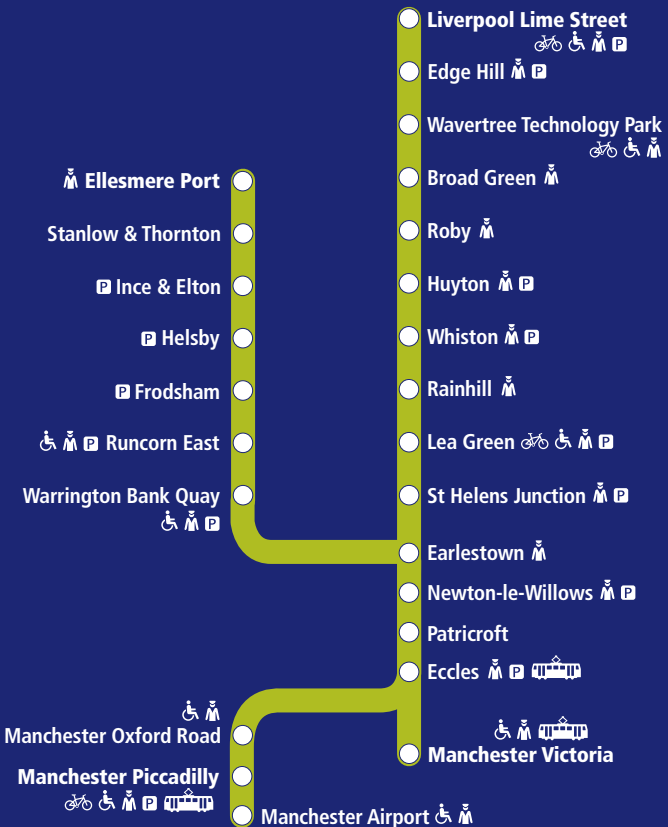 Liverpool Lime Street
P
Edge Hill P
Wavertree Technology Park
Ellesmere Port
Broad Green
Stanlow & Thornton
Roby
P Ince & Elton
Huyton P
P Helsby
Whiston P
P Frodsham
Rainhill
P Runcorn East
Lea Green P
Warrington Bank Quay
P
St Helens Junction P
Earlestown
Newton-le-Willows P
Patricroft
Eccles P
Manchester Oxford Road
Manchester Victoria
Manchester Piccadilly
P
Manchester Airport